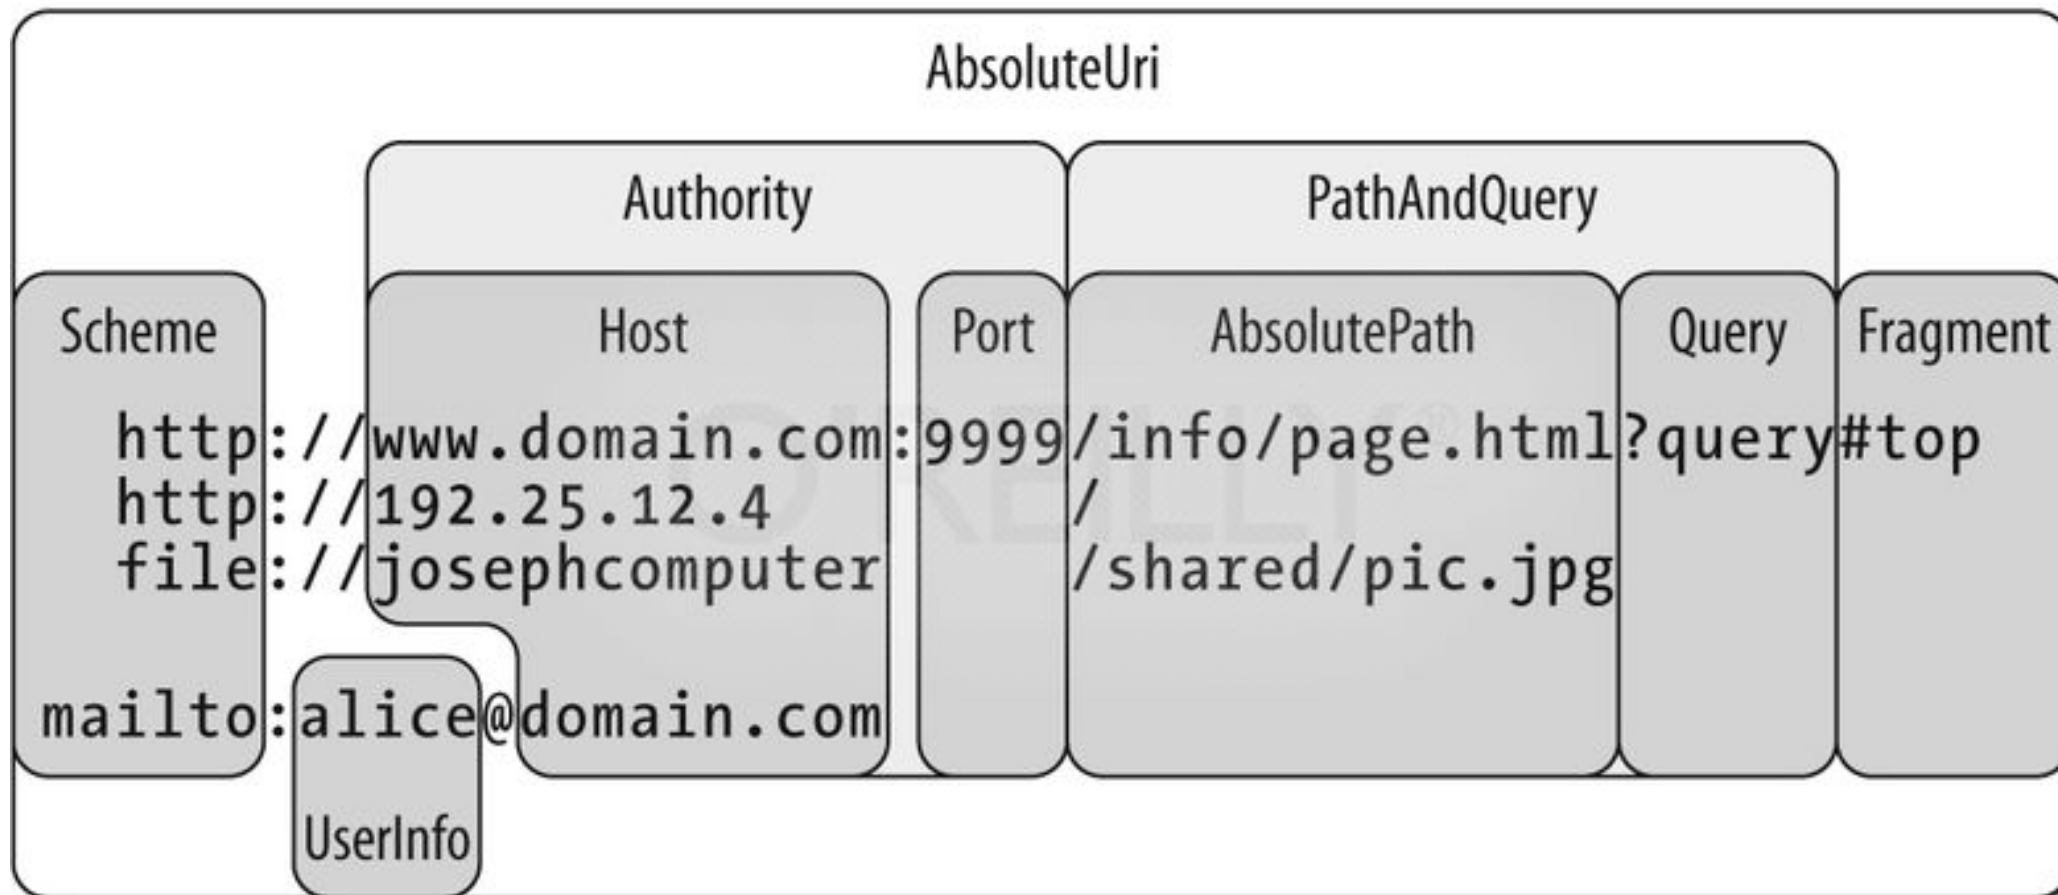 AbsoluteUri
Authority PathAndQuery
Scheme Host Port AbsolutePath Query Fragment
http://www.domain.com:9999/info/page.html?query#top
http://192.25.12.4 /
file://josephcomputer /shared/pic.jpg
mailto:alice@domain.com
UserInfo
O'REILLY®